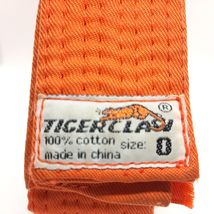 ®
TIGERCLAW
100% cotton size: 0
made in china